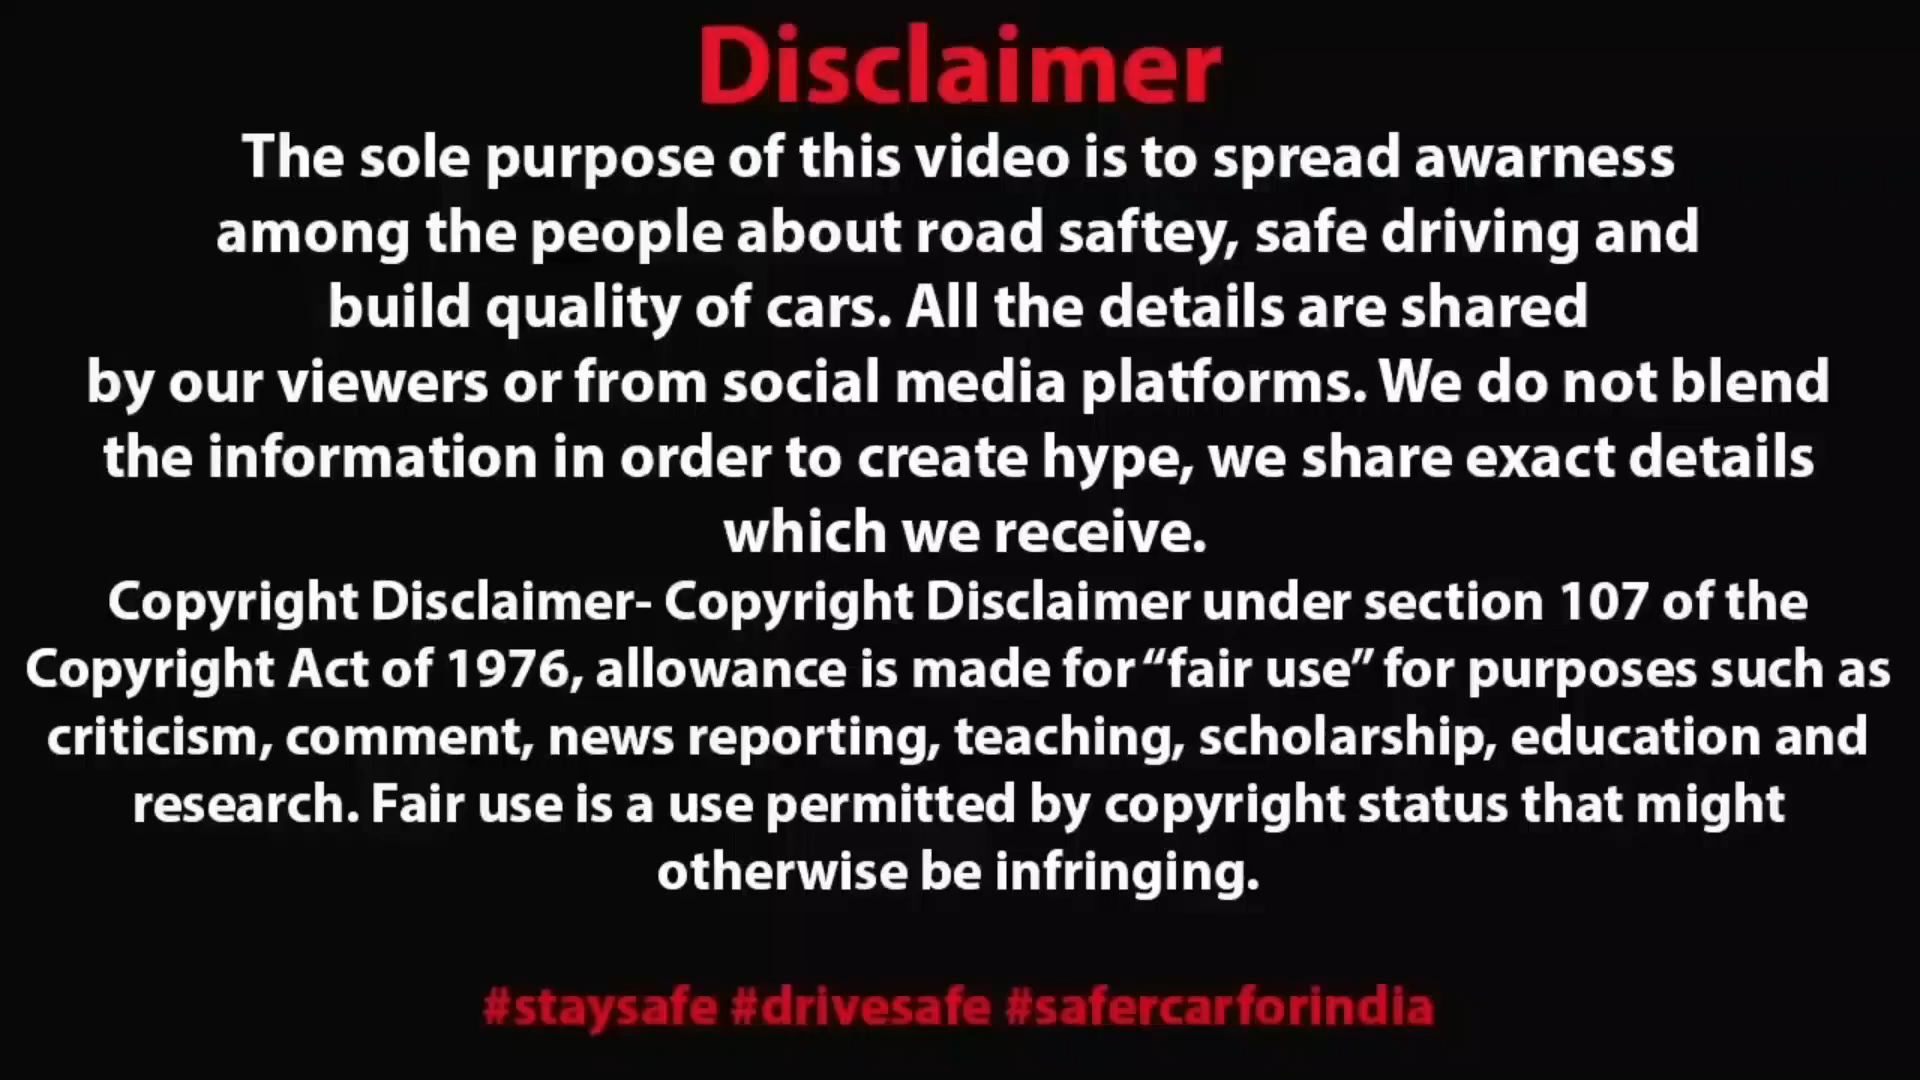 Disclaimer
The sole purpose of this video is to spread awarness
among the people about road saftey, safe driving and
build quality of cars. All the details are shared
by our viewers or from social media platforms. We do not blend
the information in order to create hype, we share exact details
which we receive.
Copyright Disclaimer- Copyright Disclaimer under section 107 of the
Copyright Act of 1976, allowance is made for “fair use” for purposes such as
criticism, comment, news reporting, teaching, scholarship, education and
research. Fair use is a use permitted by copyright status that might
otherwise be infringing.
#staysafe #drivesafe #safercarforindia